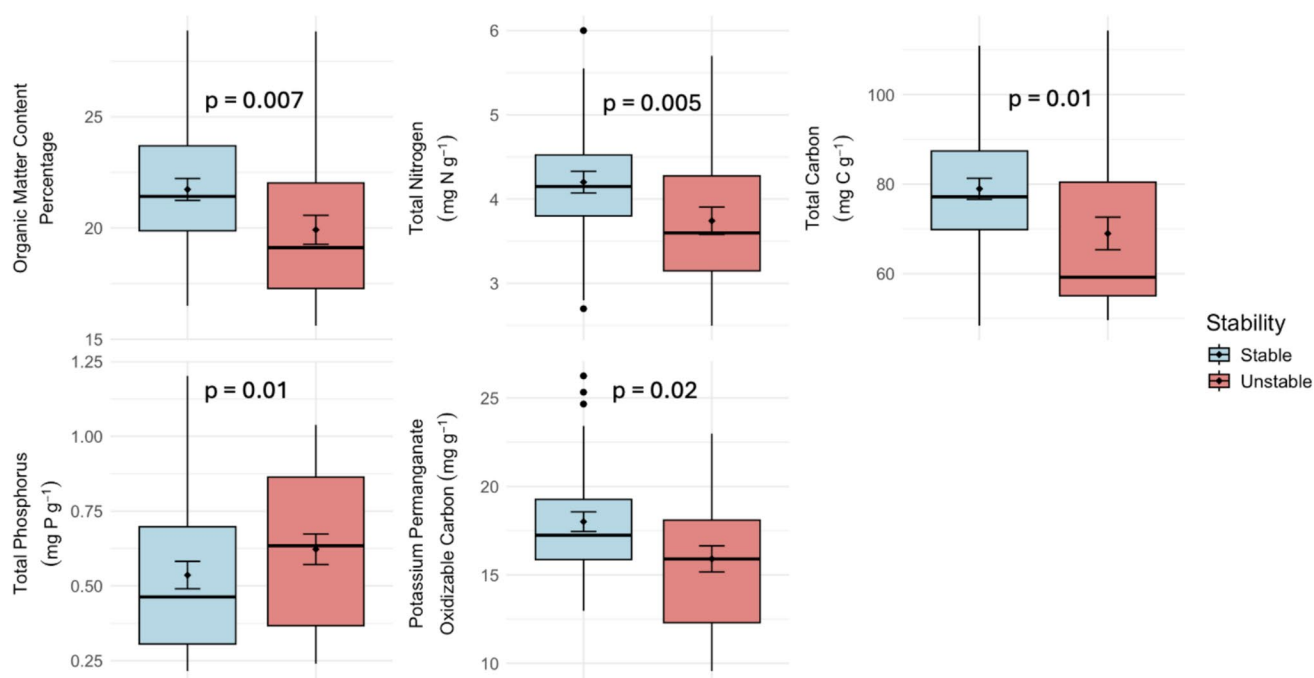 Organic Matter Content
Percentage
25
20
15
p = 0.007
Total Nitrogen
(mg N g⁻¹)
6
5
4
3
p = 0.005
Total Carbon
(mg C g⁻¹)
100
80
60
p = 0.01
Stability
Stable
Unstable
Total Phosphorus
(mg P g⁻¹)
1.25
1.00
0.75
0.50
0.25
p = 0.01
Potassium Permanganate
Oxidizable Carbon (mg g⁻¹)
25
20
15
10
p = 0.02